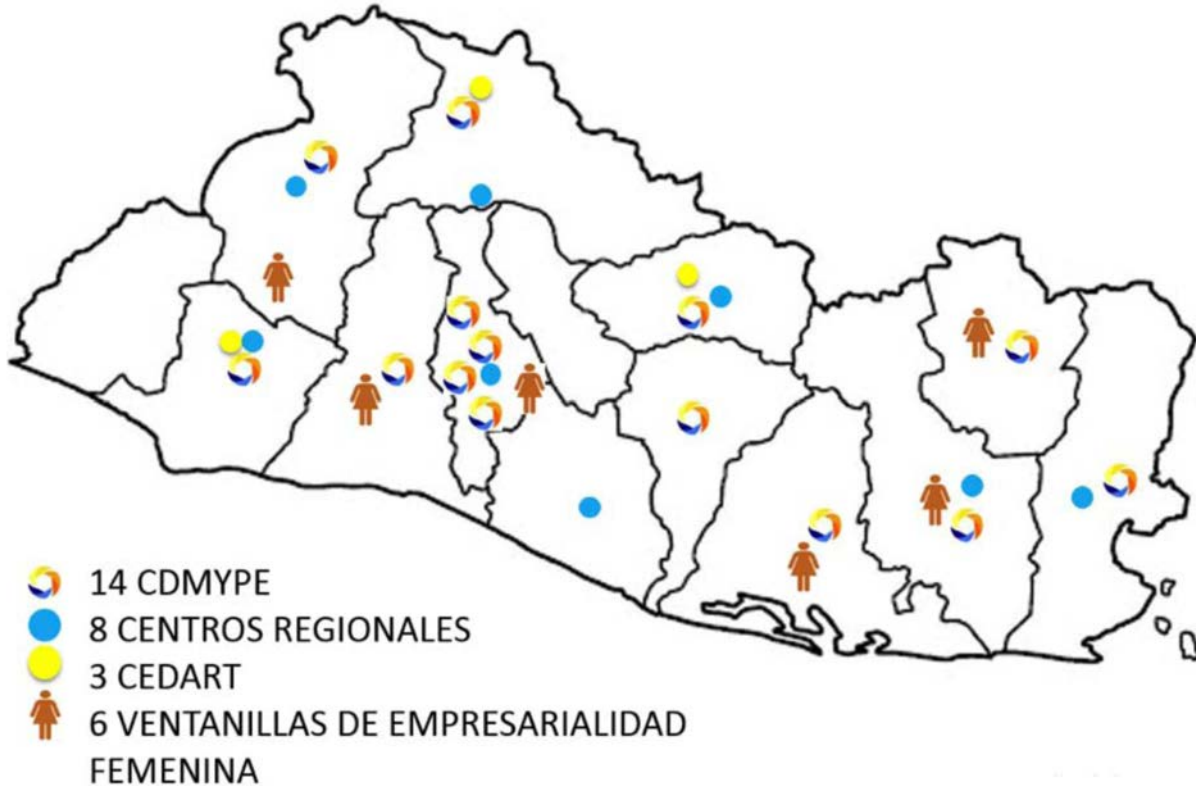 14 CDMYPE
8 CENTROS REGIONALES
3 CEDART
6 VENTANILLAS DE EMPRESARIALIDAD
FEMENINA